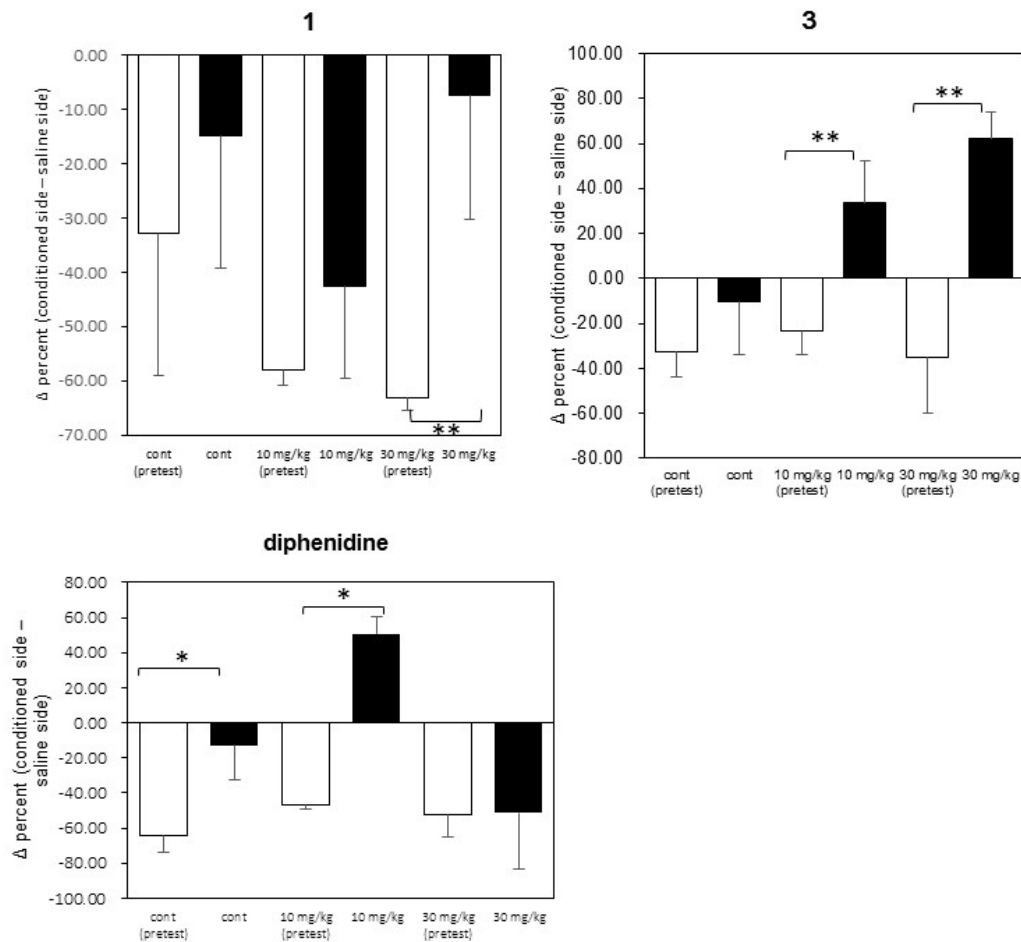 1
0.00
-10.00
-20.00
-30.00
-40.00
-50.00
-60.00
-70.00
Δ percent (conditioned side – saline side)
**
cont
(pretest)
cont
10 mg/kg
(pretest)
10 mg/kg
30 mg/kg
(pretest)
30 mg/kg
3
100.00
80.00
60.00
40.00
20.00
0.00
-20.00
-40.00
-60.00
-80.00
Δ percent (conditioned side – saline side)
**
**
cont
(pretest)
cont
10 mg/kg
(pretest)
10 mg/kg
30 mg/kg
(pretest)
30 mg/kg
diphenidine
80.00
60.00
40.00
20.00
0.00
-20.00
-40.00
-60.00
-80.00
-100.00
Δ percent (conditioned side –
saline side)
*
*
cont
(pretest)
cont
10 mg/kg
(pretest)
10 mg/kg
30 mg/kg
(pretest)
30 mg/kg